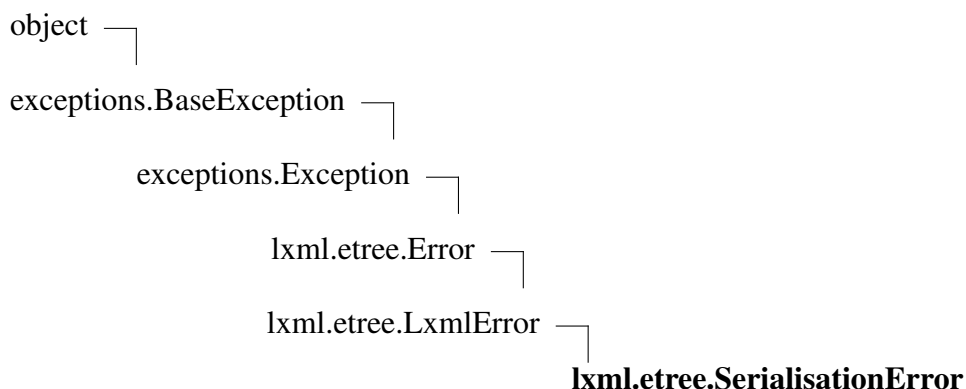 object
exceptions.BaseException
exceptions.Exception
lxml.etree.Error
lxml.etree.LxmlError
lxml.etree.SerialisationError